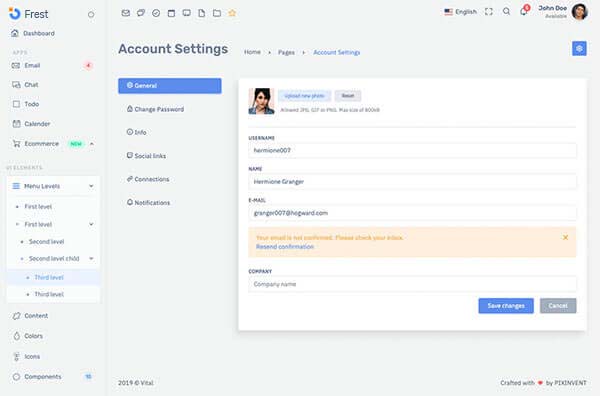 Frest
English
5
John Doe
Available
Dashboard
APPS
Email
4
Chat
Todo
Calender
Ecommerce
NEW
UI ELEMENTS
Menu Levels
First level
First level
Second level
Second level child
Third level
Third level
Content
Colors
Icons
Components
10
Account Settings
Home
Pages
Account Settings
General
Change Password
Info
Social links
Connections
Notifications
Upload new photo
Reset
Allowed JPG, GIF or PNG. Max size of 800kB
USERNAME
hermione007
NAME
Hermione Granger
E-MAIL
granger007@hogward.com
Your email is not confirmed. Please check your inbox.
Resend confirmation
COMPANY
Company name
Save changes
Cancel
2019 © Vital
Crafted with ❤ by PIXINVENT